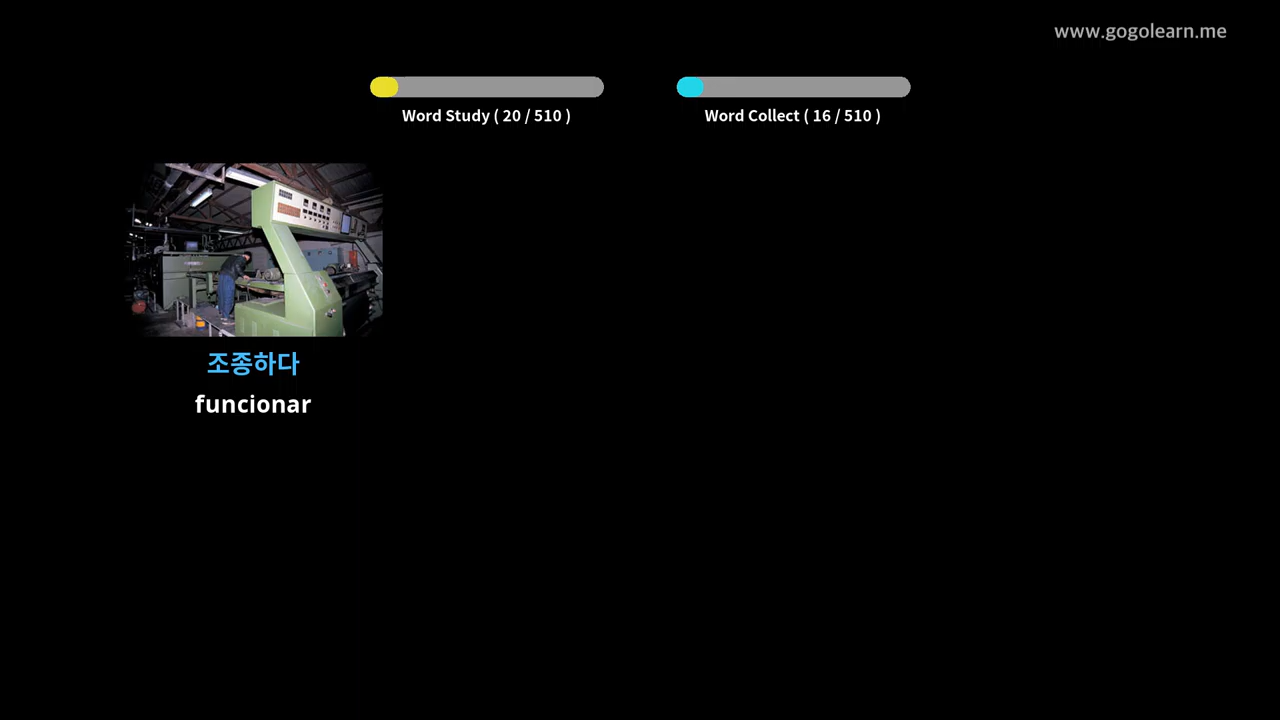 www.gogolearn.me
Word Study ( 20 / 510 )
Word Collect ( 16 / 510 )
조종하다
funcionar